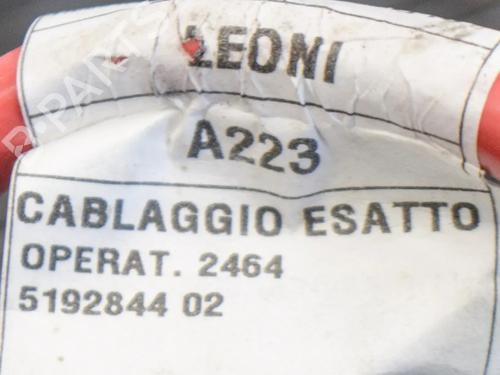 LEONI
A223
CABLAGGIO ESATTO
OPERAT. 2464
5192844 02